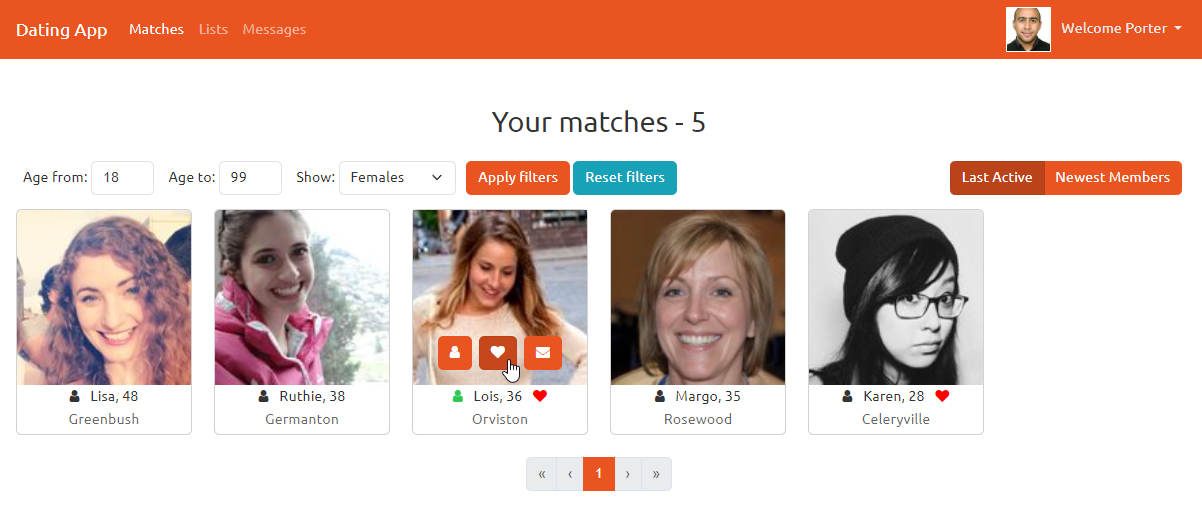 Dating App Matches Lists Messages Welcome Porter
Your matches - 5
Age from: 18 Age to: 99 Show: Females Apply filters Reset filters Last Active Newest Members
Lisa, 48 Ruthie, 38 Lois, 36 Margo, 35 Karen, 28
Greenbush Germanton Orviston Rosewood Celeryville
« ‹ 1 › »